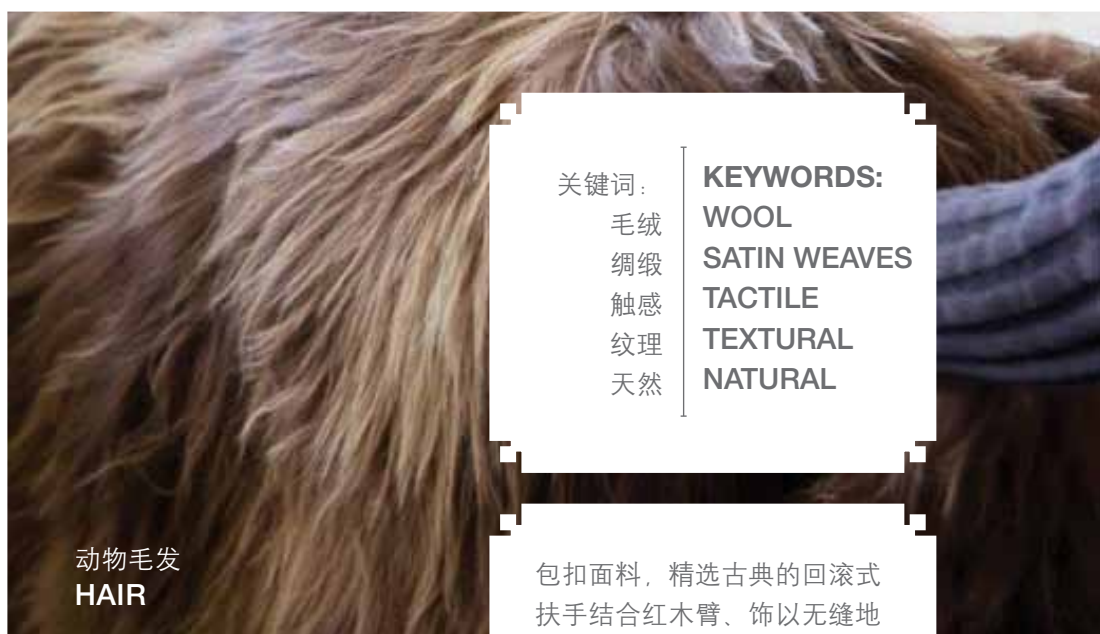 关键词：
毛绒
绸缎
触感
纹理
天然
KEYWORDS:
WOOL
SATIN WEAVES
TACTILE
TEXTURAL
NATURAL
动物毛发
HAIR
包扣面料，精选古典的回滚式
扶手结合红木臂、饰以无缝地